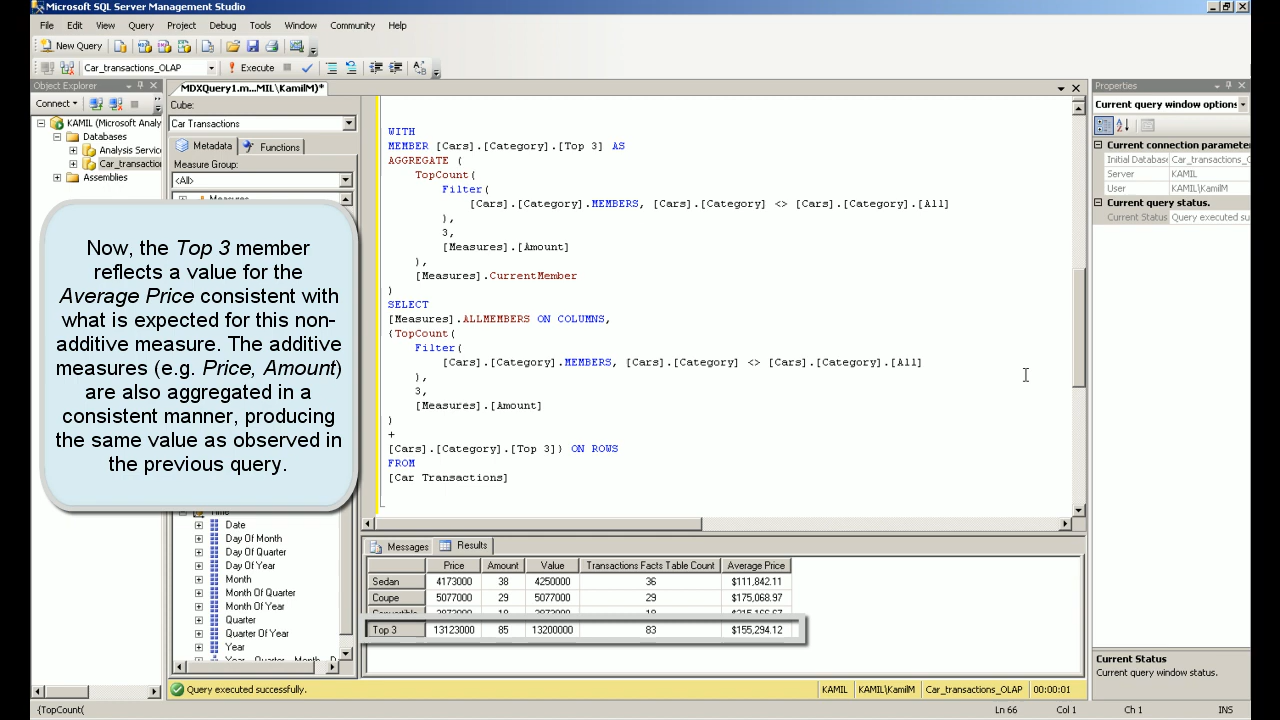 Microsoft SQL Server Management Studio
File Edit View Query Project Debug Tools Window Community Help
New Query
Car_transactions_OLAP Execute
Object Explorer
Connect
KAMIL (Microsoft Analy
Databases
Analysis Servic
Car_transactio
Assemblies
MDXQuery1.m...MIL\KamilM)*
Cube:
Car Transactions
Metadata Functions
Measure Group:
<All>
Measures
Now, the Top 3 member
reflects a value for the
Average Price consistent with
what is expected for this non-
additive measure. The additive
measures (e.g. Price, Amount)
are also aggregated in a
consistent manner, producing
the same value as observed in
the previous query.
Time
Date
Day Of Month
Day Of Quarter
Day Of Year
Month
Month Of Quarter
Month Of Year
Quarter
Quarter Of Year
Year
WITH
MEMBER [Cars].[Category].[Top 3] AS
AGGREGATE (
TopCount(
Filter(
[Cars].[Category].MEMBERS, [Cars].[Category] <> [Cars].[Category].[All]
),
3,
[Measures].[Amount]
),
[Measures].CurrentMember
)
SELECT
[Measures].ALLMEMBERS ON COLUMNS,
{TopCount(
Filter(
[Cars].[Category].MEMBERS, [Cars].[Category] <> [Cars].[Category].[All]
),
3,
[Measures].[Amount]
)
+
[Cars].[Category].[Top 3]} ON ROWS
FROM
[Car Transactions]
Messages Results
Price Amount Value Transactions Facts Table Count Average Price
Sedan 4173000 38 4250000 36 $111,842.11
Coupe 5077000 29 5077000 29 $175,068.97
Convertible 3873000 18 3873000 18 $215,166.67
Top 3 13123000 85 13200000 83 $155,294.12
Properties
Current query window options
Current connection parameter
Initial Database Car_transactions_O
Server KAMIL
User KAMIL\KamilM
Current query status.
Current Status Query executed su
Current Status
Current query window status.
Query executed successfully. KAMIL KAMIL\KamilM Car_transactions_OLAP 00:00:01
{TopCount( Ln 66 Col 1 Ch 1 INS